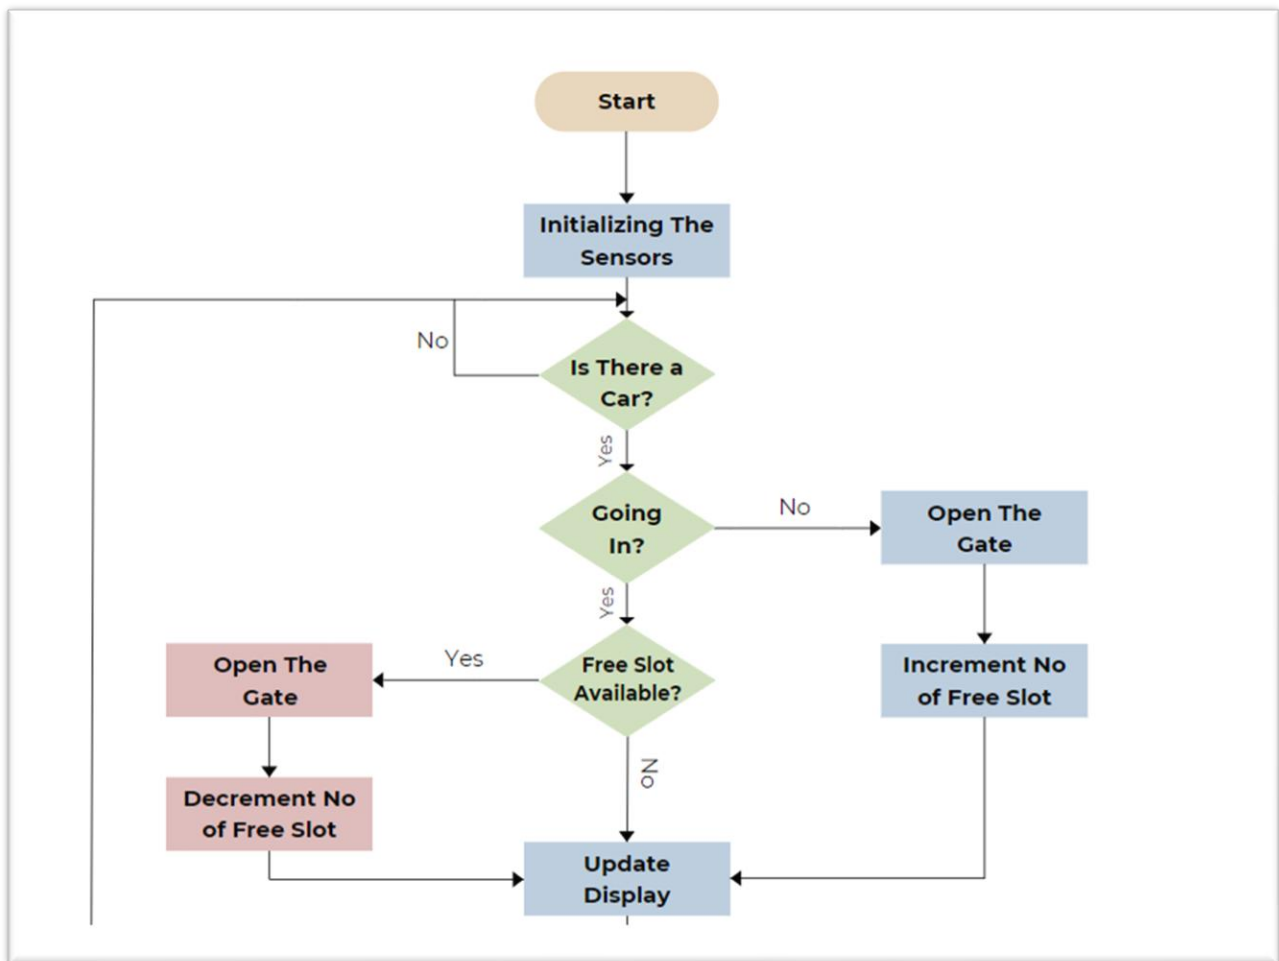 Start
Initializing The
Sensors
No
Is There a
Car?
Yes
Going
In?
No
Open The
Gate
Yes
Open The
Gate
Yes
Free Slot
Available?
Increment No
of Free Slot
No
Decrement No
of Free Slot
Update
Display